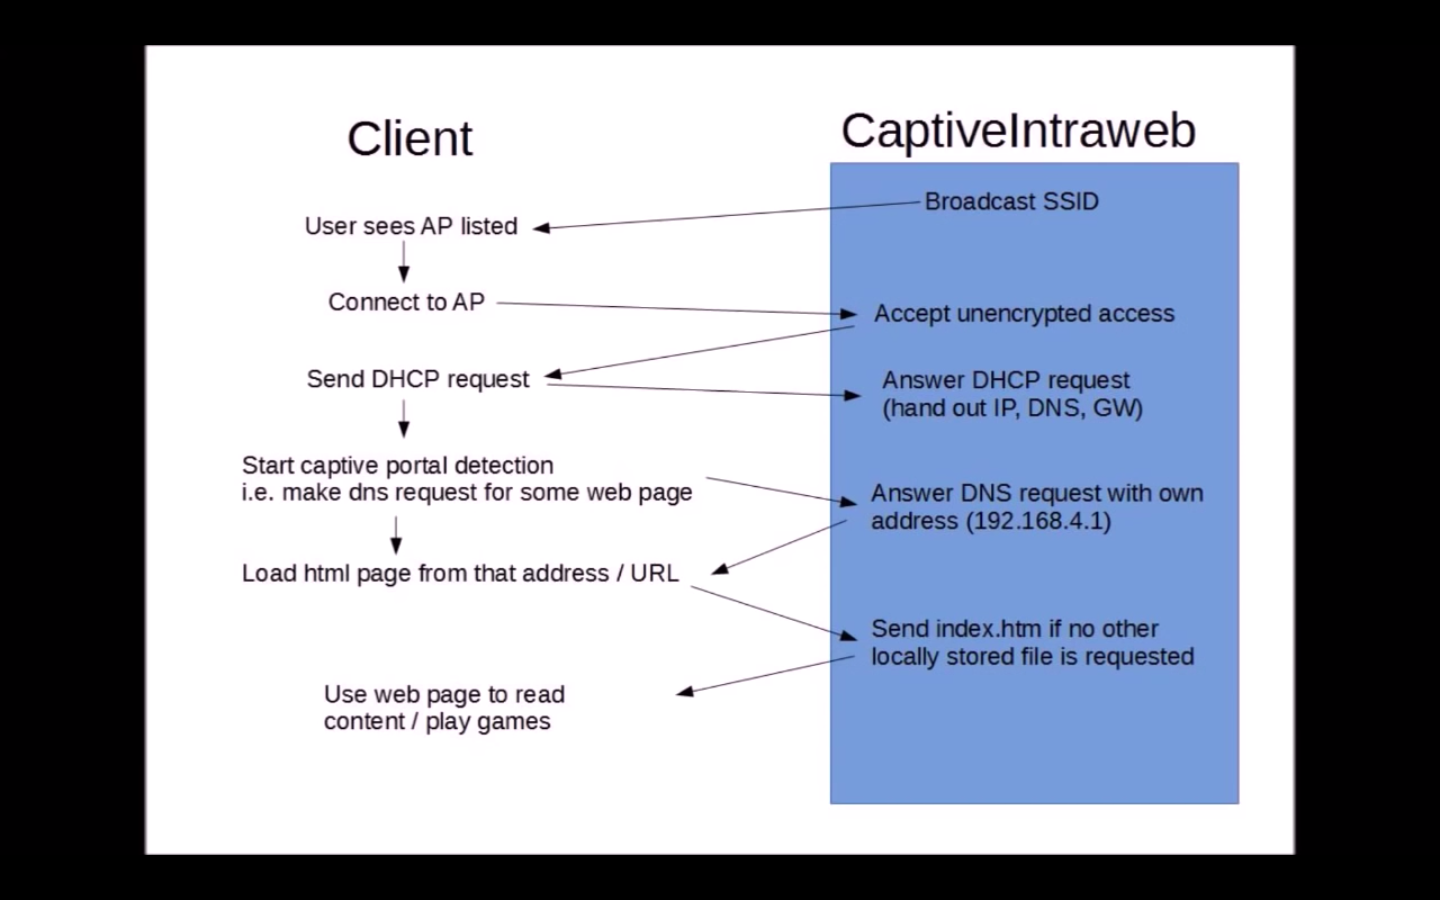 Client
CaptiveIntraweb
Broadcast SSID
User sees AP listed
Connect to AP
Accept unencrypted access
Send DHCP request
Answer DHCP request
(hand out IP, DNS, GW)
Start captive portal detection
i.e. make dns request for some web page
Answer DNS request with own
address (192.168.4.1)
Load html page from that address / URL
Send index.htm if no other
locally stored file is requested
Use web page to read
content / play games